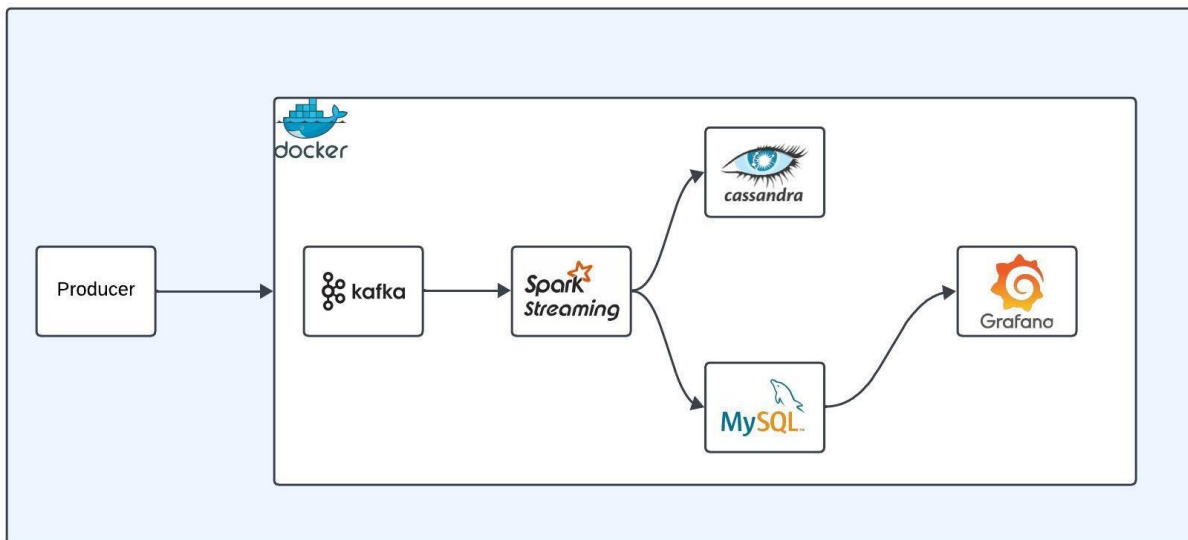 docker
Producer
kafka
Spark
Streaming
cassandra
MySQL
Grafana